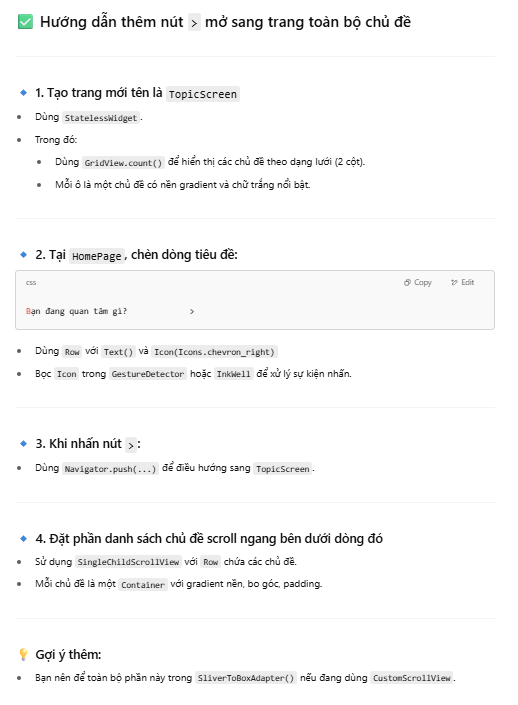 ✅ Hướng dẫn thêm nút > mở sang trang toàn bộ chủ đề
🔹 1. Tạo trang mới tên là TopicScreen
• Dùng StatelessWidget.
• Trong đó:
• Dùng GridView.count() để hiển thị các chủ đề theo dạng lưới (2 cột).
• Mỗi ô là một chủ đề có nền gradient và chữ trắng nổi bật.
🔹 2. Tại HomePage, chèn dòng tiêu đề:
css Copy Edit
Bạn đang quan tâm gì? >
• Dùng Row với Text() và Icon(Icons.chevron_right)
• Bọc Icon trong GestureDetector hoặc InkWell để xử lý sự kiện nhấn.
🔹 3. Khi nhấn nút >:
• Dùng Navigator.push(...) để điều hướng sang TopicScreen.
🔹 4. Đặt phần danh sách chủ đề scroll ngang bên dưới dòng đó
• Sử dụng SingleChildScrollView với Row chứa các chủ đề.
• Mỗi chủ đề là một Container với gradient nền, bo góc, padding.
💡 Gợi ý thêm:
• Bạn nên để toàn bộ phần này trong SliverToBoxAdapter() nếu đang dùng CustomScrollView.